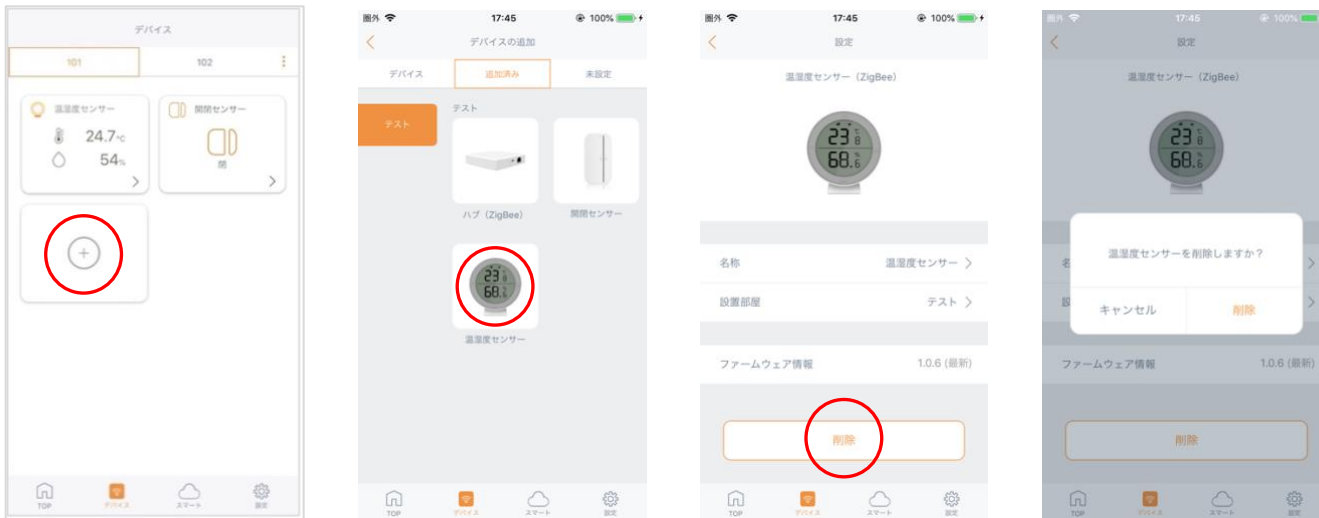 デバイス
101 102
温湿度センサー 開閉センサー
24.7℃
54%
閉
TOP デバイス スマート 設定
圏外 17:45 100%
デバイスの追加
デバイス 追加済み 未設定
テスト テスト
ハブ（ZigBee） 開閉センサー
23
68.
温湿度センサー
TOP デバイス スマート 設定
圏外 17:45 100%
設定
温湿度センサー（ZigBee）
23 8
68.6
名称 温湿度センサー
設置部屋 テスト
ファームウェア情報 1.0.6 (最新)
削除
TOP デバイス スマート 設定
圏外 17:45 100%
設定
温湿度センサー（ZigBee）
23 8
68.6
温湿度センサーを削除しますか？
キャンセル 削除
ファームウェア情報 1.0.6 (最新)
削除
TOP デバイス スマート 設定